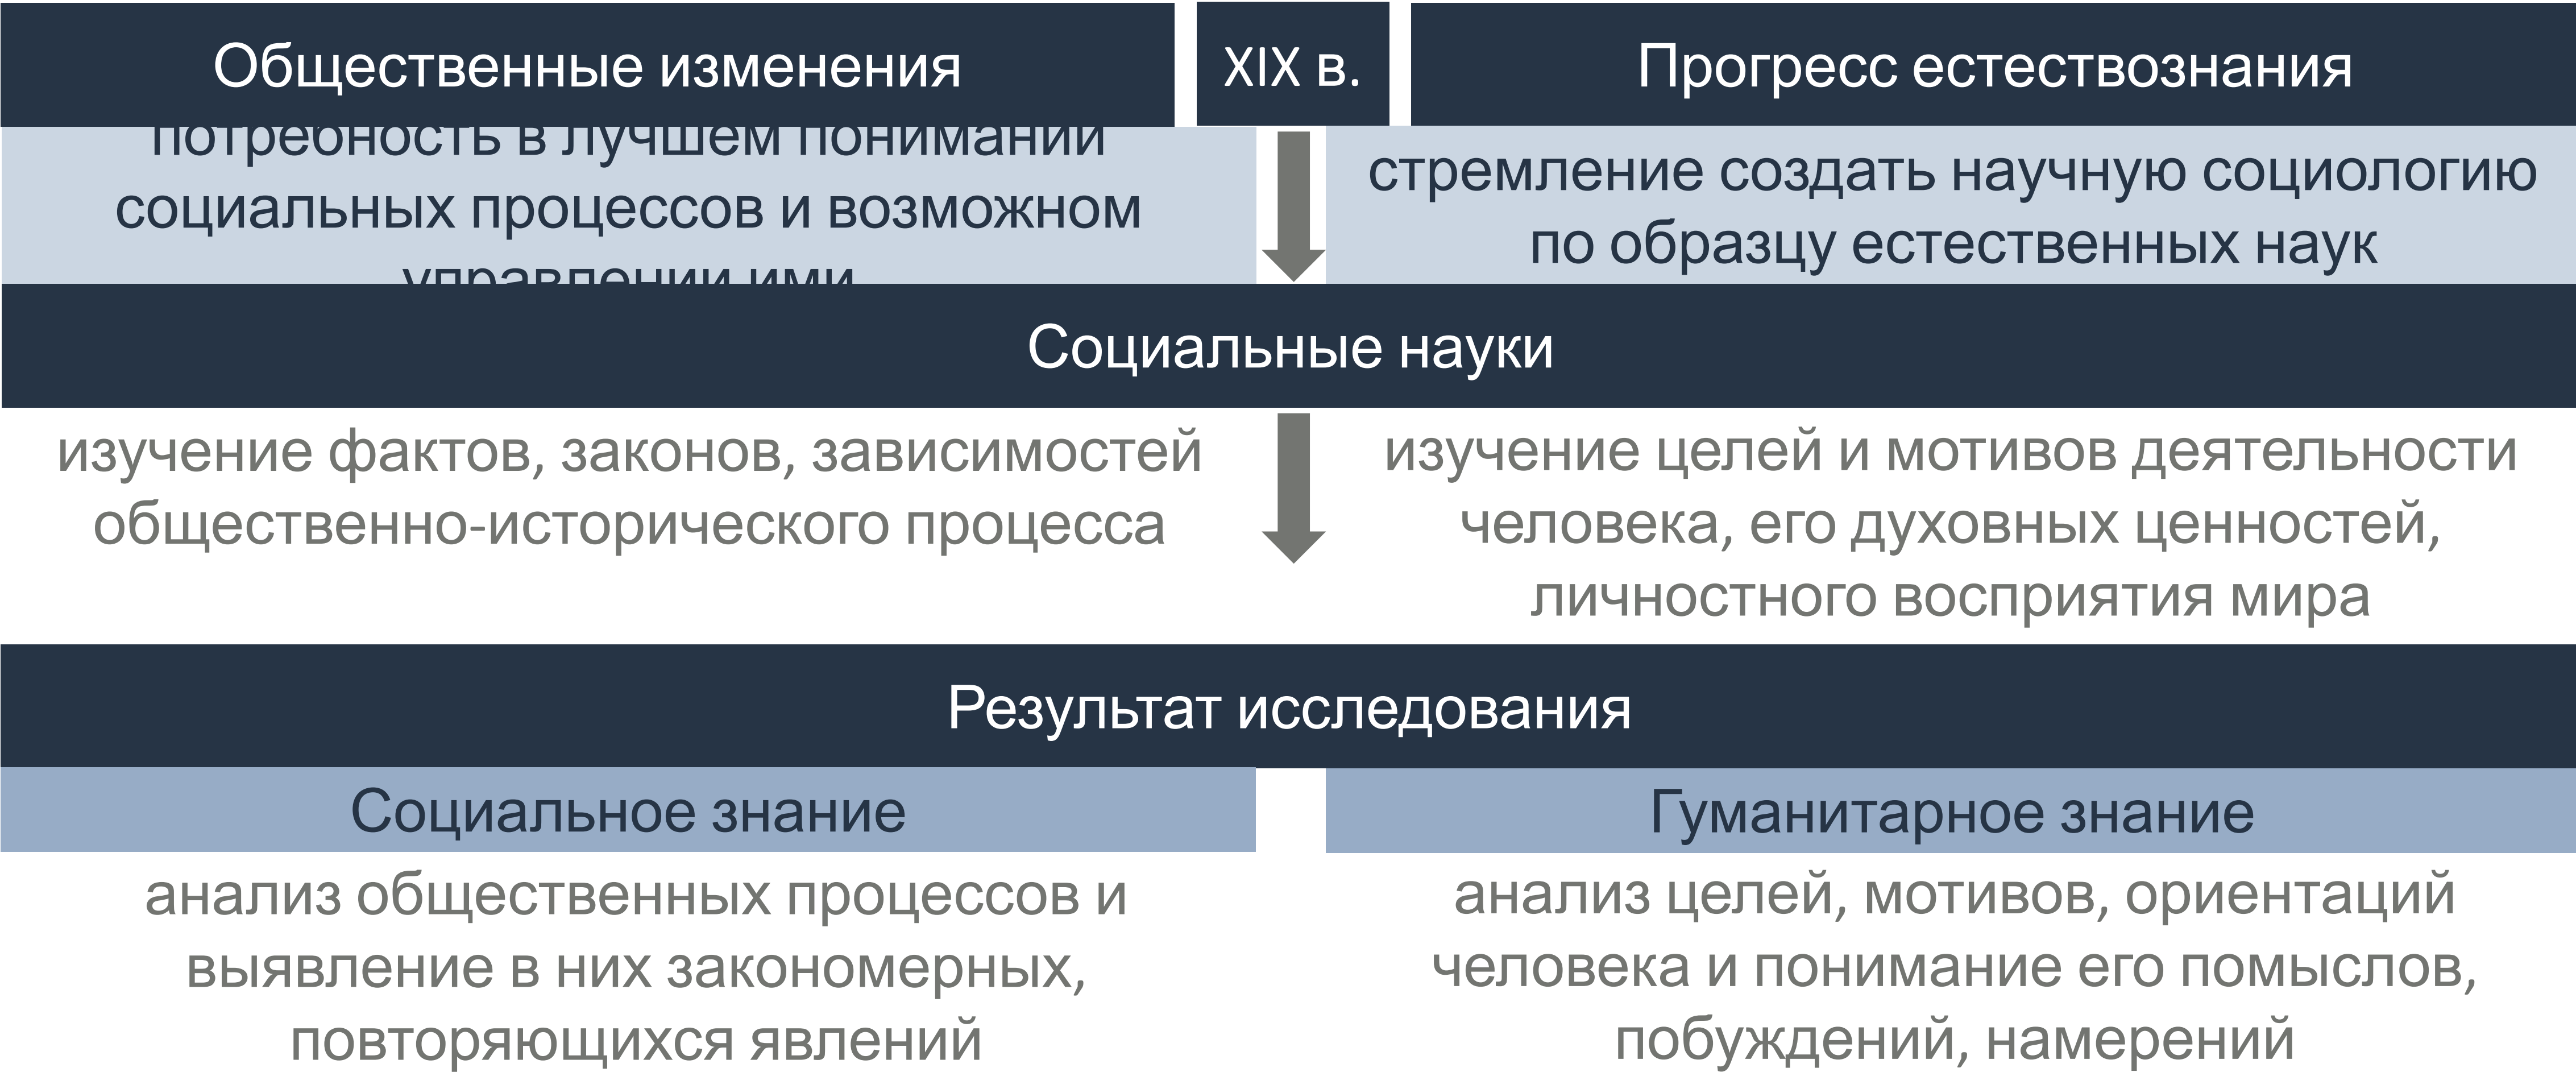 Общественные изменения
XIX в.
Прогресс естествознания
потребность в лучшем понимании
социальных процессов и возможном
управлении ими
стремление создать научную социологию
по образцу естественных наук
Социальные науки
изучение фактов, законов, зависимостей
общественно-исторического процесса
изучение целей и мотивов деятельности
человека, его духовных ценностей,
личностного восприятия мира
Результат исследования
Социальное знание
анализ общественных процессов и
выявление в них закономерных,
повторяющихся явлений
Гуманитарное знание
анализ целей, мотивов, ориентаций
человека и понимание его помыслов,
побуждений, намерений